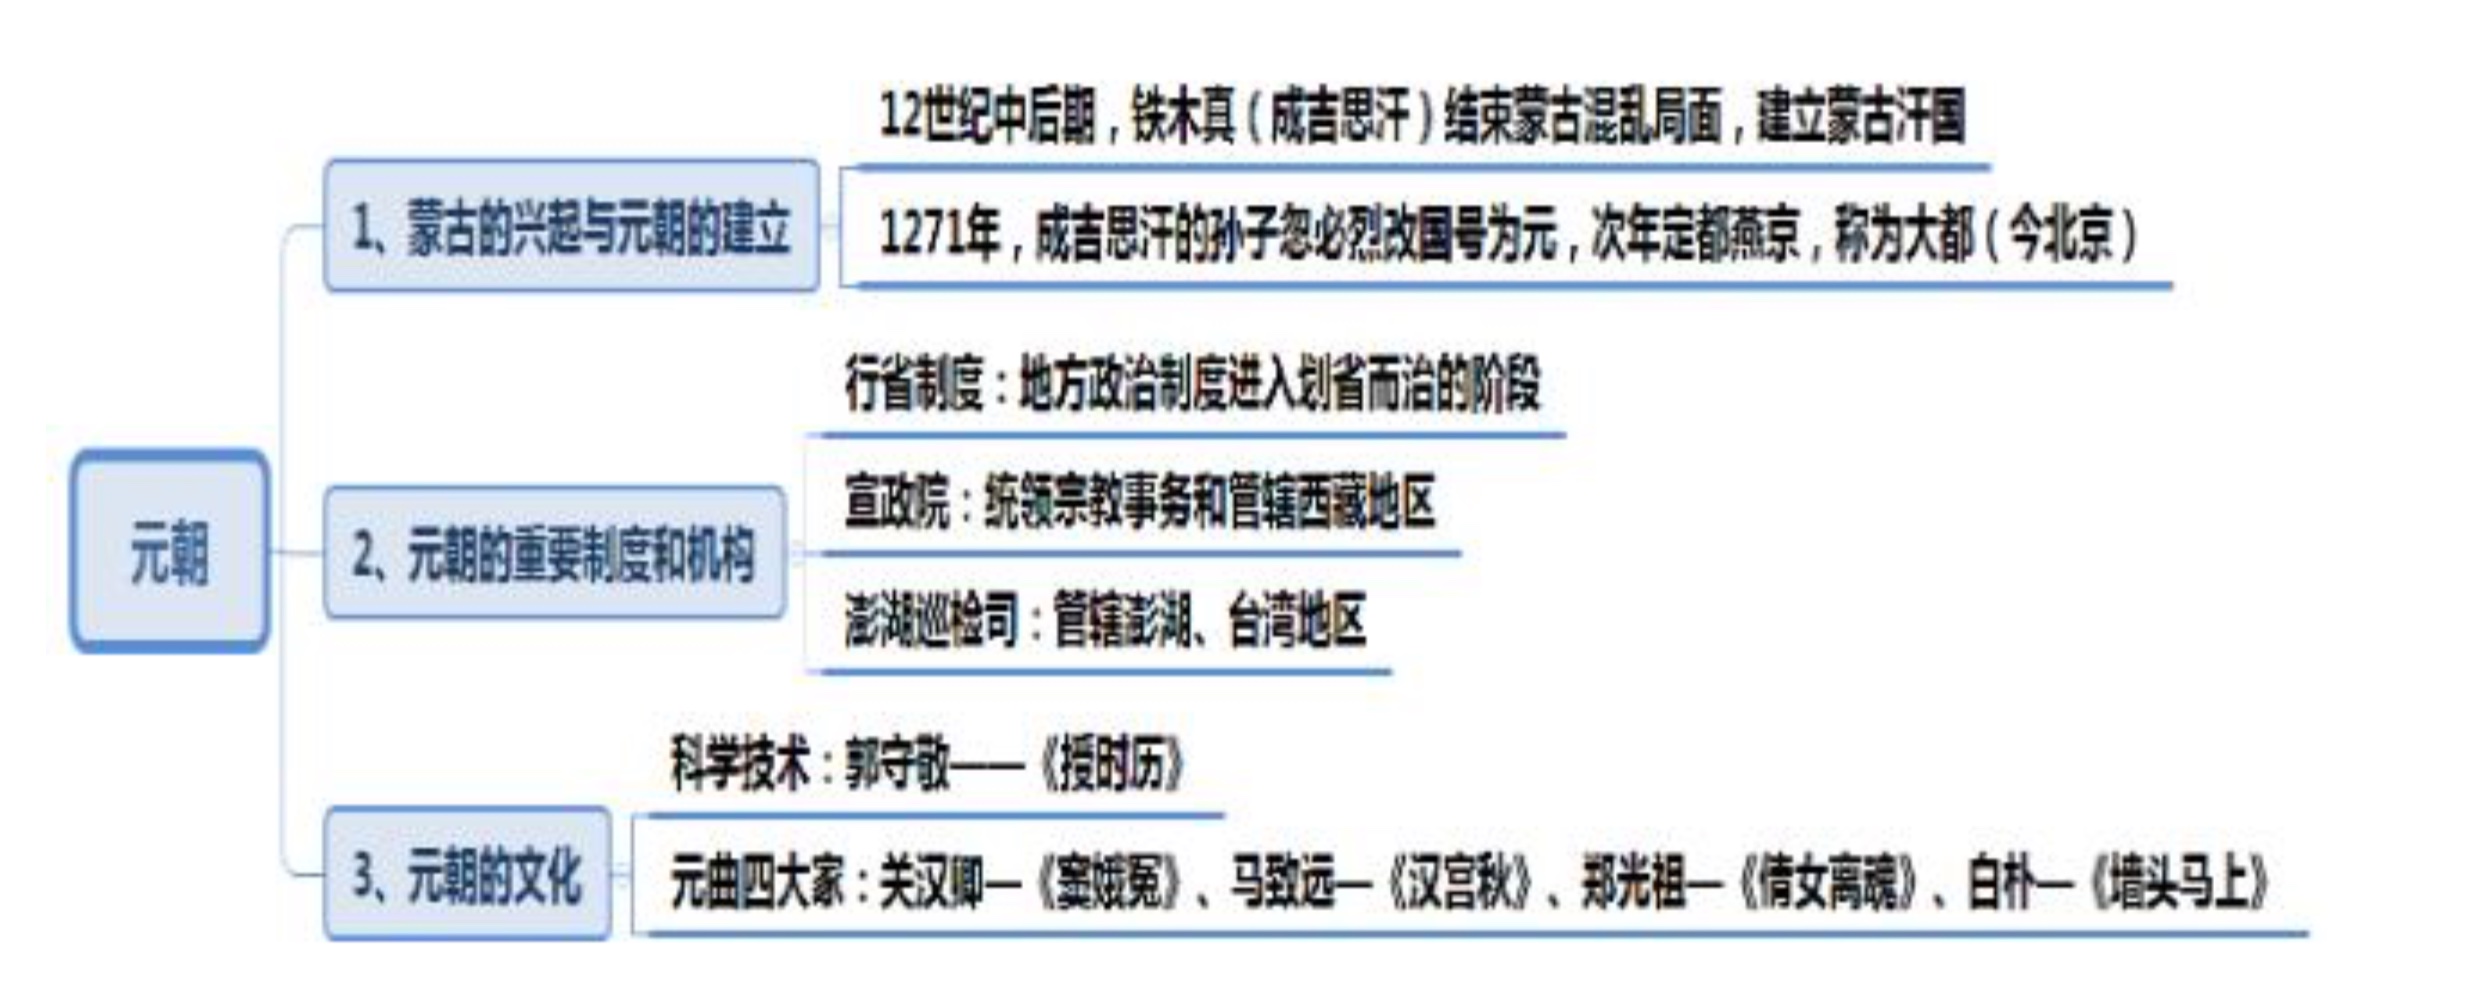 元朝
1、蒙古的兴起与元朝的建立
12世纪中后期，铁木真（成吉思汗）结束蒙古混乱局面，建立蒙古汗国
1271年，成吉思汗的孙子忽必烈改国号为元，次年定都燕京，称为大都（今北京）
2、元朝的重要制度和机构
行省制度：地方政治制度进入划省而治的阶段
宣政院：统领宗教事务和管辖西藏地区
澎湖巡检司：管辖澎湖、台湾地区
3、元朝的文化
科学技术：郭守敬——《授时历》
元曲四大家：关汉卿—《窦娥冤》、马致远—《汉宫秋》、郑光祖—《倩女离魂》、白朴—《墙头马上》